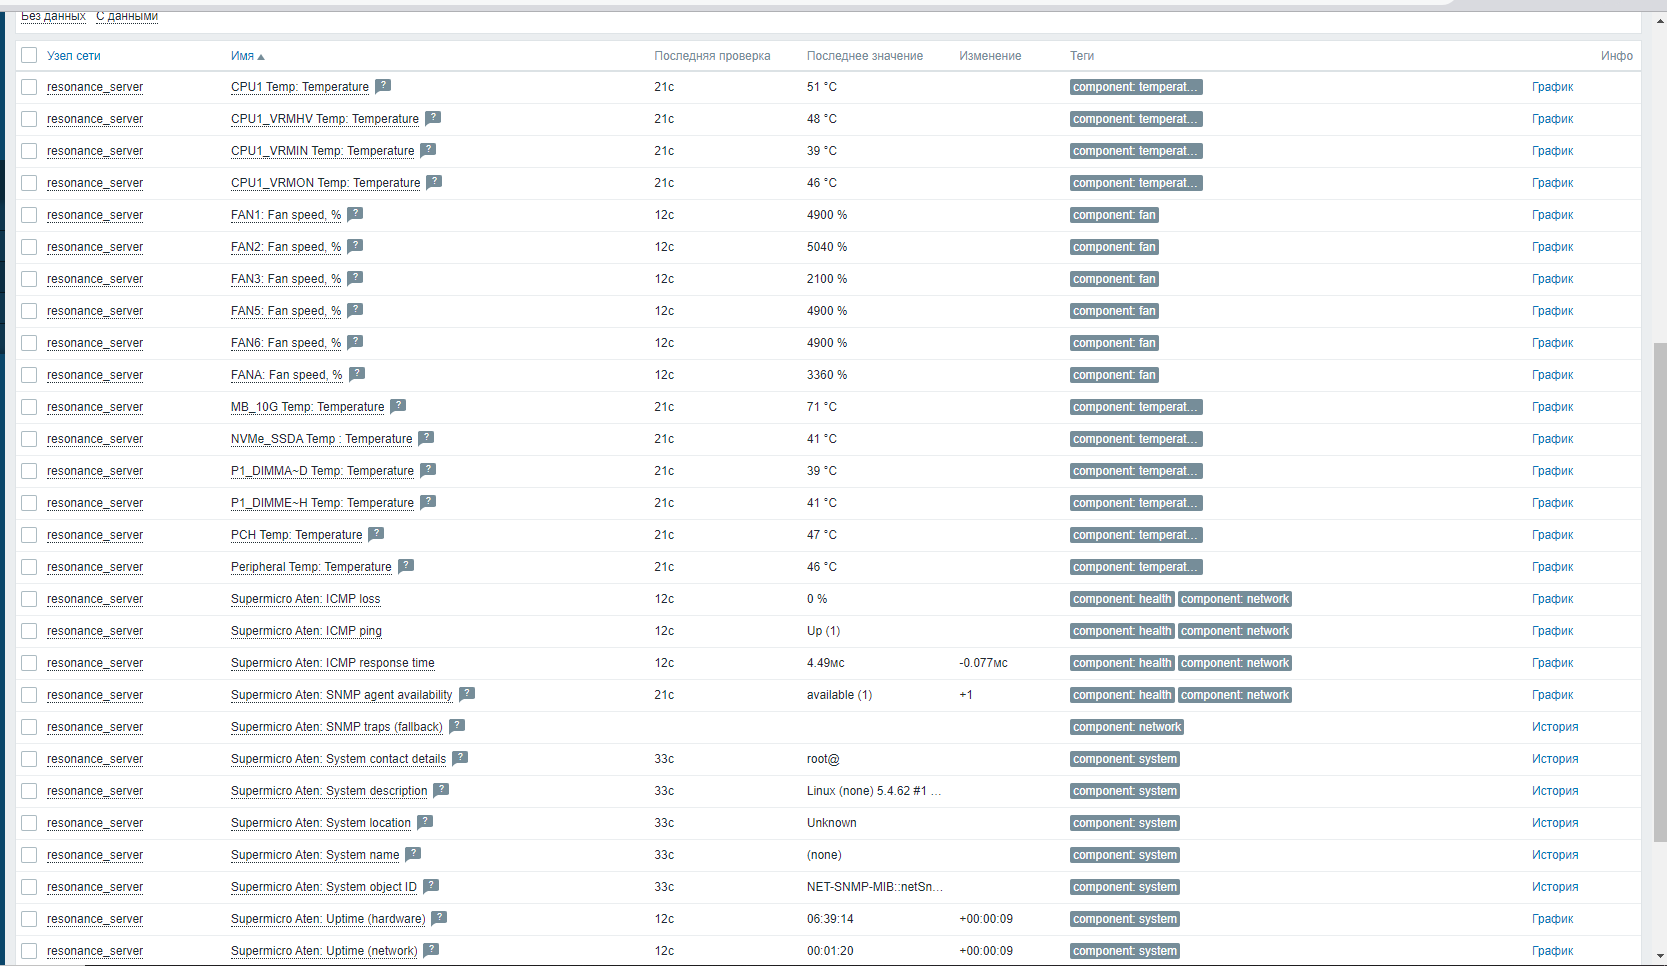 Без данных С данными
Узел сети Имя Последняя проверка Последнее значение Изменение Теги Инфо
resonance_server CPU1 Temp: Temperature ? 21с 51 °C component: temperat... График
resonance_server CPU1_VRMHV Temp: Temperature ? 21с 48 °C component: temperat... График
resonance_server CPU1_VRMIN Temp: Temperature ? 21с 39 °C component: temperat... График
resonance_server CPU1_VRMON Temp: Temperature ? 21с 46 °C component: temperat... График
resonance_server FAN1: Fan speed, % ? 12с 4900 % component: fan График
resonance_server FAN2: Fan speed, % ? 12с 5040 % component: fan График
resonance_server FAN3: Fan speed, % ? 12с 2100 % component: fan График
resonance_server FAN5: Fan speed, % ? 12с 4900 % component: fan График
resonance_server FAN6: Fan speed, % ? 12с 4900 % component: fan График
resonance_server FANA: Fan speed, % ? 12с 3360 % component: fan График
resonance_server MB_10G Temp: Temperature ? 21с 71 °C component: temperat... График
resonance_server NVMe_SSDA Temp : Temperature ? 21с 41 °C component: temperat... График
resonance_server P1_DIMMA~D Temp: Temperature ? 21с 39 °C component: temperat... График
resonance_server P1_DIMME~H Temp: Temperature ? 21с 41 °C component: temperat... График
resonance_server PCH Temp: Temperature ? 21с 47 °C component: temperat... График
resonance_server Peripheral Temp: Temperature ? 21с 46 °C component: temperat... График
resonance_server Supermicro Aten: ICMP loss 12с 0 % component: health component: network График
resonance_server Supermicro Aten: ICMP ping 12с Up (1) component: health component: network График
resonance_server Supermicro Aten: ICMP response time 12с 4.49мс -0.077мс component: health component: network График
resonance_server Supermicro Aten: SNMP agent availability ? 21с available (1) +1 component: health component: network График
resonance_server Supermicro Aten: SNMP traps (fallback) ? component: network История
resonance_server Supermicro Aten: System contact details ? 33с root@ component: system История
resonance_server Supermicro Aten: System description ? 33с Linux (none) 5.4.62 #1 ... component: system История
resonance_server Supermicro Aten: System location ? 33с Unknown component: system История
resonance_server Supermicro Aten: System name ? 33с (none) component: system История
resonance_server Supermicro Aten: System object ID ? 33с NET-SNMP-MIB::netSn... component: system История
resonance_server Supermicro Aten: Uptime (hardware) ? 12с 06:39:14 +00:00:09 component: system График
resonance_server Supermicro Aten: Uptime (network) ? 12с 00:01:20 +00:00:09 component: system График